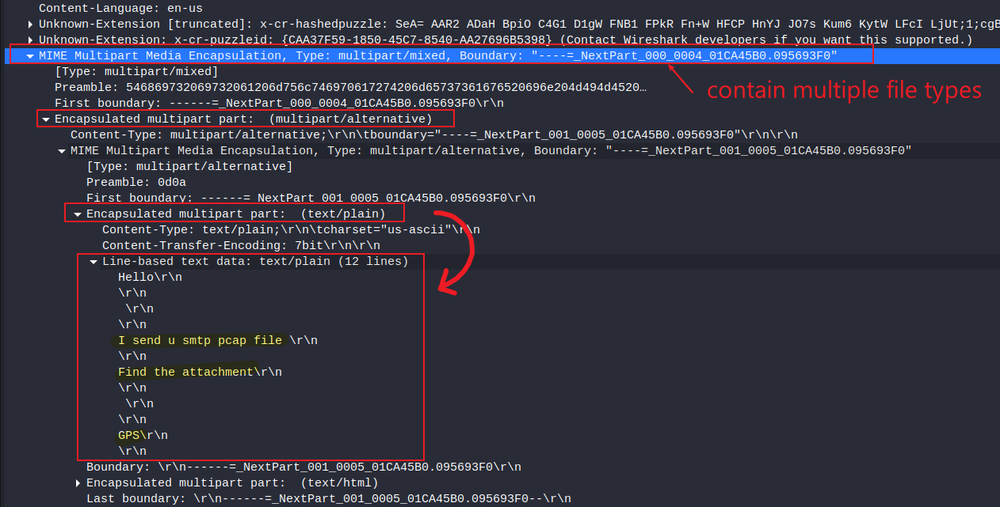 Content-Language: en-us
Unknown-Extension [truncated]: x-cr-hashedpuzzle: SeA= AAR2 ADaH BpiO C4G1 D1gW FNB1 FPkR Fn+W HFCP HnYJ JO7s Kum6 KytW LFcI LjUt;1;cgB
Unknown-Extension: x-cr-puzzleid: {CAA37F59-1850-45C7-8540-AA27696B5398} (Contact Wireshark developers if you want this supported.)
MIME Multipart Media Encapsulation, Type: multipart/mixed, Boundary: "----=_NextPart_000_0004_01CA45B0.095693F0"
[Type: multipart/mixed]
Preamble: 546869732069732061206d756c746970617274206d65737361676520696e204d494d4520…
First boundary: ------=_NextPart_000_0004_01CA45B0.095693F0\r\n
contain multiple file types
Encapsulated multipart part:  (multipart/alternative)
Content-Type: multipart/alternative;\r\n\tboundary="----=_NextPart_001_0005_01CA45B0.095693F0"\r\n\r\n
MIME Multipart Media Encapsulation, Type: multipart/alternative, Boundary: "----=_NextPart_001_0005_01CA45B0.095693F0"
[Type: multipart/alternative]
Preamble: 0d0a
First boundary: ------=_NextPart_001_0005_01CA45B0.095693F0\r\n
Encapsulated multipart part:  (text/plain)
Content-Type: text/plain;\r\n\tcharset="us-ascii"\r\n
Content-Transfer-Encoding: 7bit\r\n\r\n
Line-based text data: text/plain (12 lines)
Hello\r\n
\r\n
 \r\n
\r\n
I send u smtp pcap file \r\n
\r\n
Find the attachment\r\n
\r\n
 \r\n
\r\n
GPS\r\n
\r\n
Boundary: \r\n------=_NextPart_001_0005_01CA45B0.095693F0\r\n
Encapsulated multipart part:  (text/html)
Last boundary: \r\n------=_NextPart_001_0005_01CA45B0.095693F0--\r\n